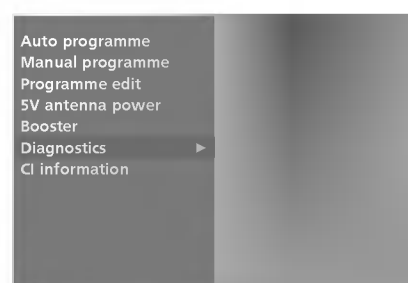 Auto programme
Manual programme
Programme edit
5V antenna power
Booster
Diagnostics
CI information